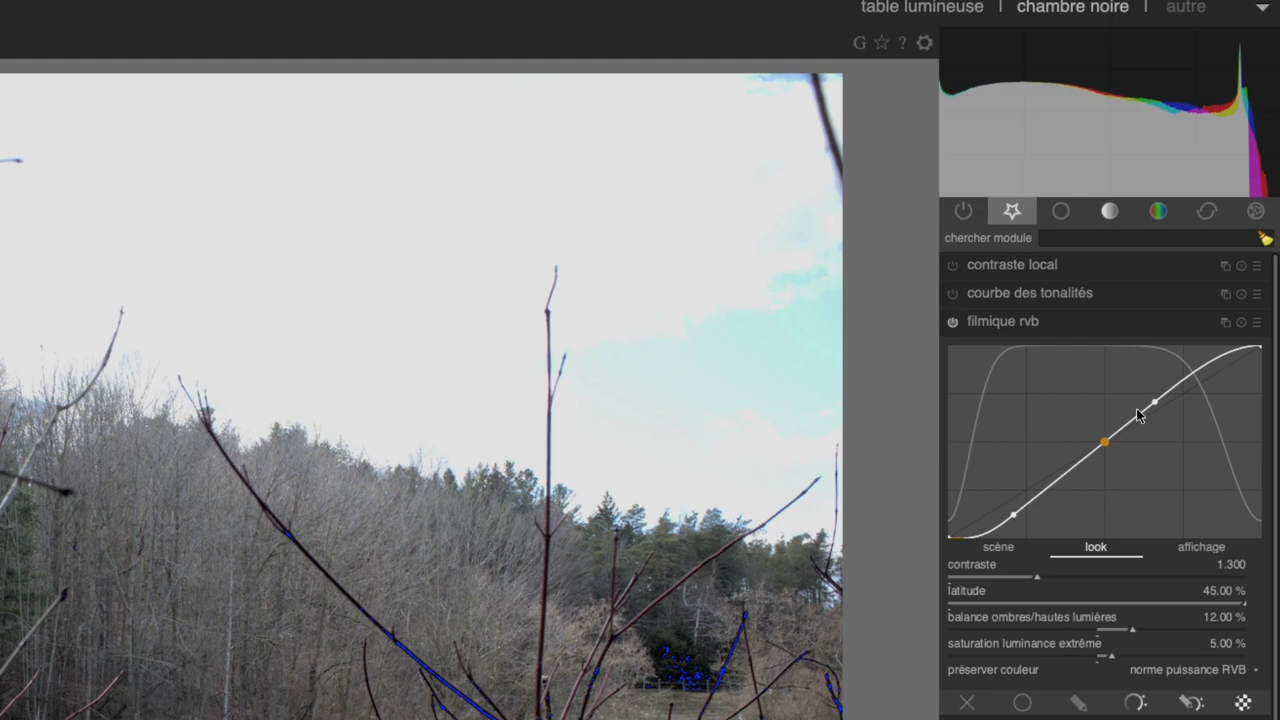 table lumineuse | chambre noire | autre
G ☆ ?
chercher module
contraste local
courbe des tonalités
filmique rvb
scène look affichage
contraste 1.300
latitude 45.00 %
balance ombres/hautes lumières 12.00 %
saturation luminance extrême 5.00 %
préserver couleur norme puissance RVB